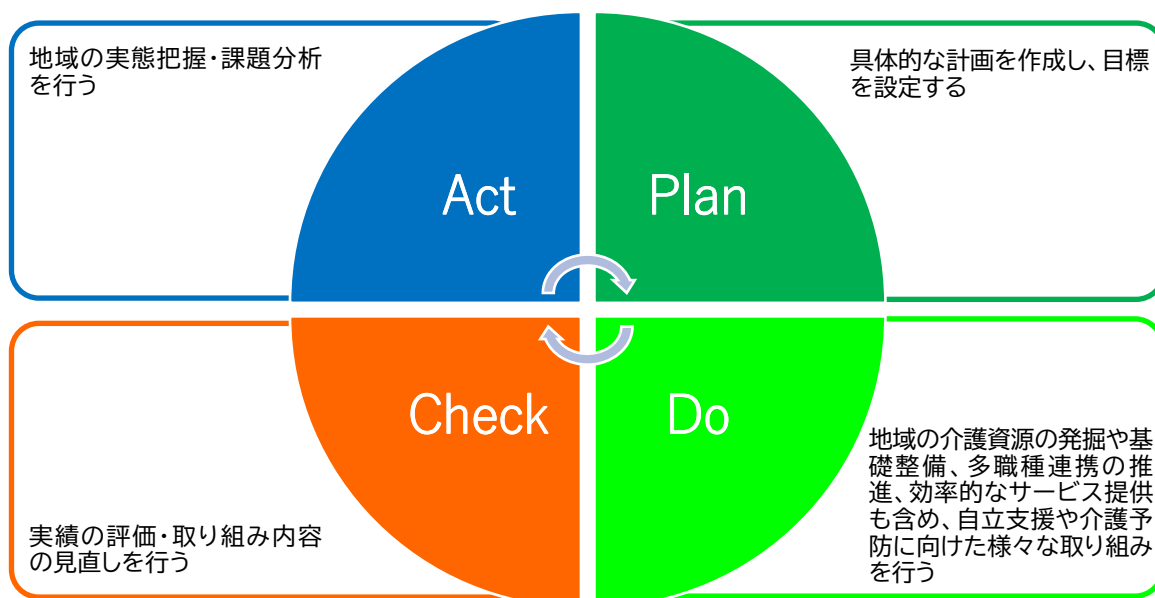 地域の実態把握・課題分析
を行う
Act
Plan
具体的な計画を作成し、目標
を設定する
Check
実績の評価・取り組み内容
の見直しを行う
Do
地域の介護資源の発掘や基
礎整備、多職種連携の推
進、効率的なサービス提供
も含め、自立支援や介護予
防に向けた様々な取り組み
を行う